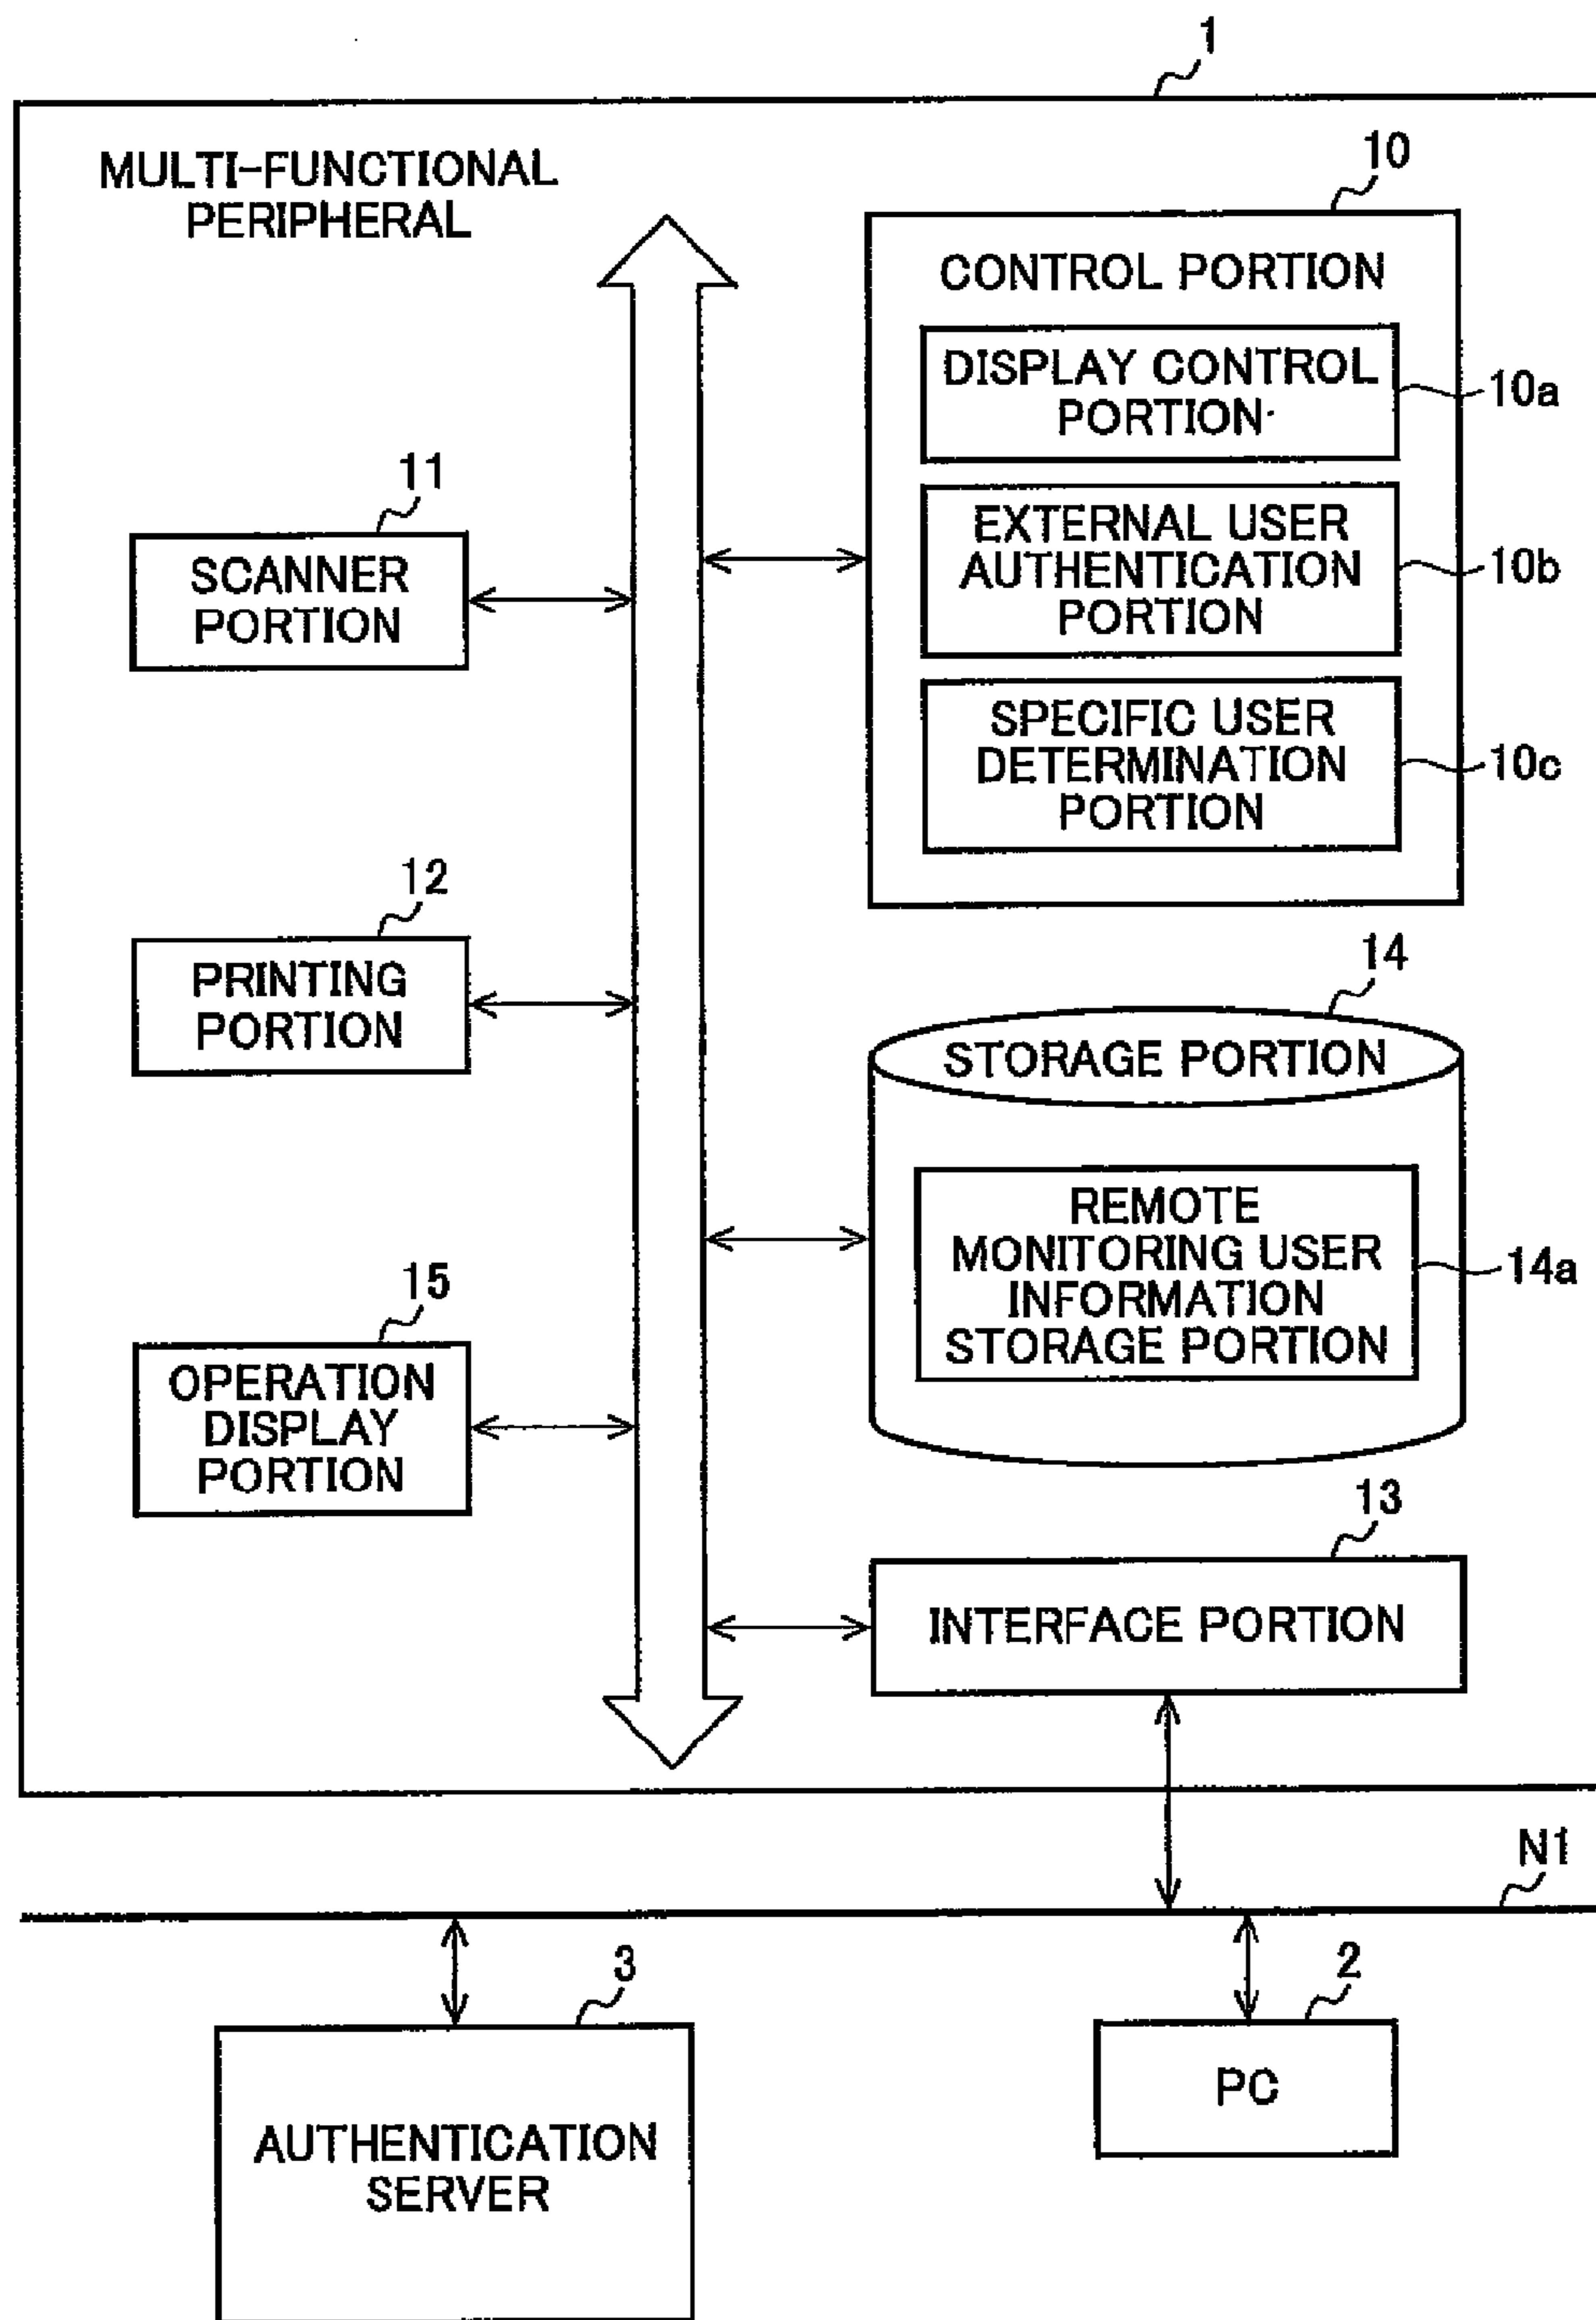 1
MULTI-FUNCTIONAL
PERIPHERAL
10
CONTROL PORTION
DISPLAY CONTROL
PORTION
10a
EXTERNAL USER
AUTHENTICATION
PORTION
10b
SPECIFIC USER
DETERMINATION
PORTION
10c
11
SCANNER
PORTION
12
PRINTING
PORTION
14
STORAGE PORTION
REMOTE
MONITORING USER
INFORMATION
STORAGE PORTION
14a
15
OPERATION
DISPLAY
PORTION
13
INTERFACE PORTION
N1
3
AUTHENTICATION
SERVER
2
PC